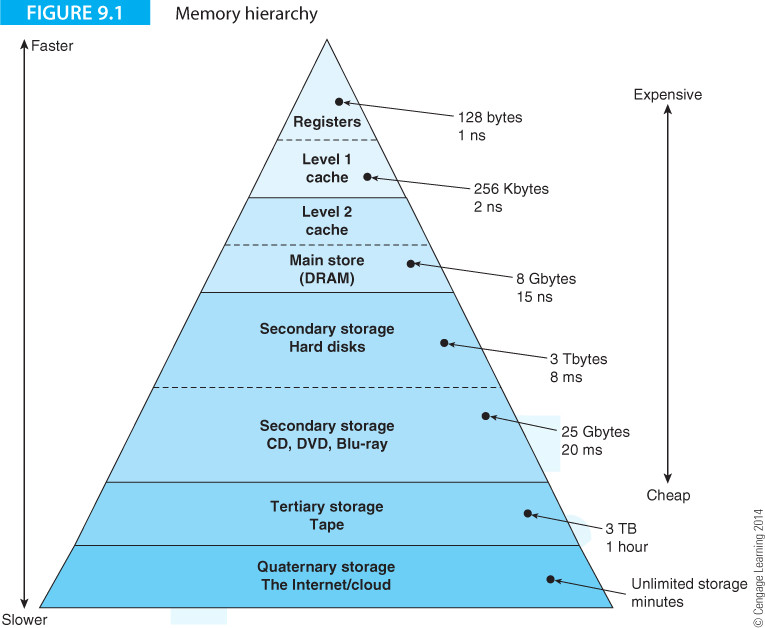 FIGURE 9.1 Memory hierarchy
Faster
Expensive
Registers
128 bytes
1 ns
Level 1
cache
256 Kbytes
2 ns
Level 2
cache
Main store
(DRAM)
8 Gbytes
15 ns
Secondary storage
Hard disks
3 Tbytes
8 ms
Secondary storage
CD, DVD, Blu-ray
25 Gbytes
20 ms
Cheap
Tertiary storage
Tape
3 TB
1 hour
Quaternary storage
The Internet/cloud
Unlimited storage
minutes
Slower
© Cengage Learning 2014